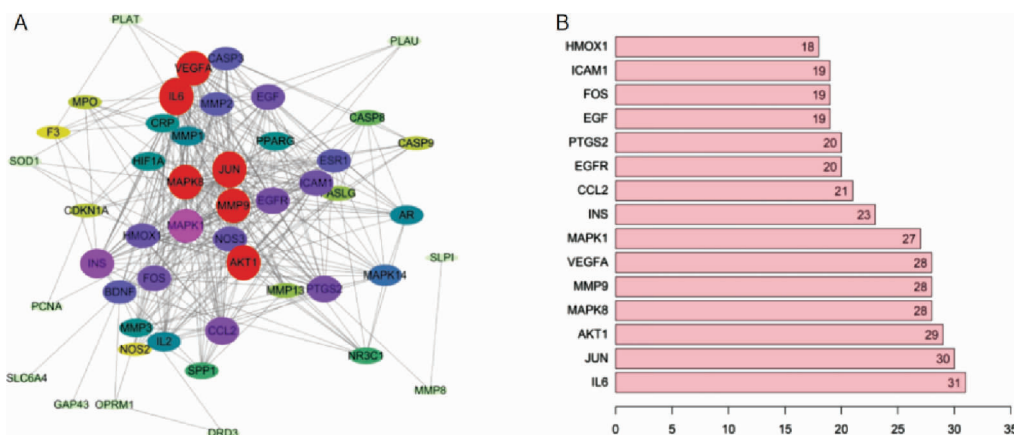 A
PLAT
PLAU
VEGFA
CASP3
IL6
MMP2
EGF
MPO
CRP
MMP1
CASP8
F3
PPARG
CASP9
SOD1
HIF1A
JUN
ESR1
MAPK8
ICAM1
ASLG
CDKN1A
MMP9
EGFR
AR
MAPK1
HMOX1
NOS3
SLPI
INS
AKT1
FOS
MAPK14
BDNF
MMP13
PTGS2
PCNA
MMP3
IL2
CCL2
NOS2
SPP1
NR3C1
SLC6A4
MMP8
GAP43
OPRM1
DRD3
B
HMOX1 18
ICAM1 19
FOS 19
EGF 19
PTGS2 20
EGFR 20
CCL2 21
INS 23
MAPK1 27
VEGFA 28
MMP9 28
MAPK8 28
AKT1 29
JUN 30
IL6 31
0 5 10 15 20 25 30 35